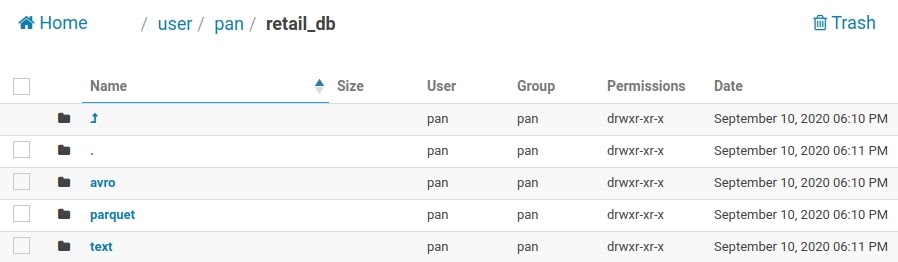 Home / user / pan / retail_db Trash
Name Size User Group Permissions Date
pan pan drwxr-xr-x September 10, 2020 06:10 PM
. pan pan drwxr-xr-x September 10, 2020 06:11 PM
avro pan pan drwxr-xr-x September 10, 2020 06:10 PM
parquet pan pan drwxr-xr-x September 10, 2020 06:10 PM
text pan pan drwxr-xr-x September 10, 2020 06:11 PM